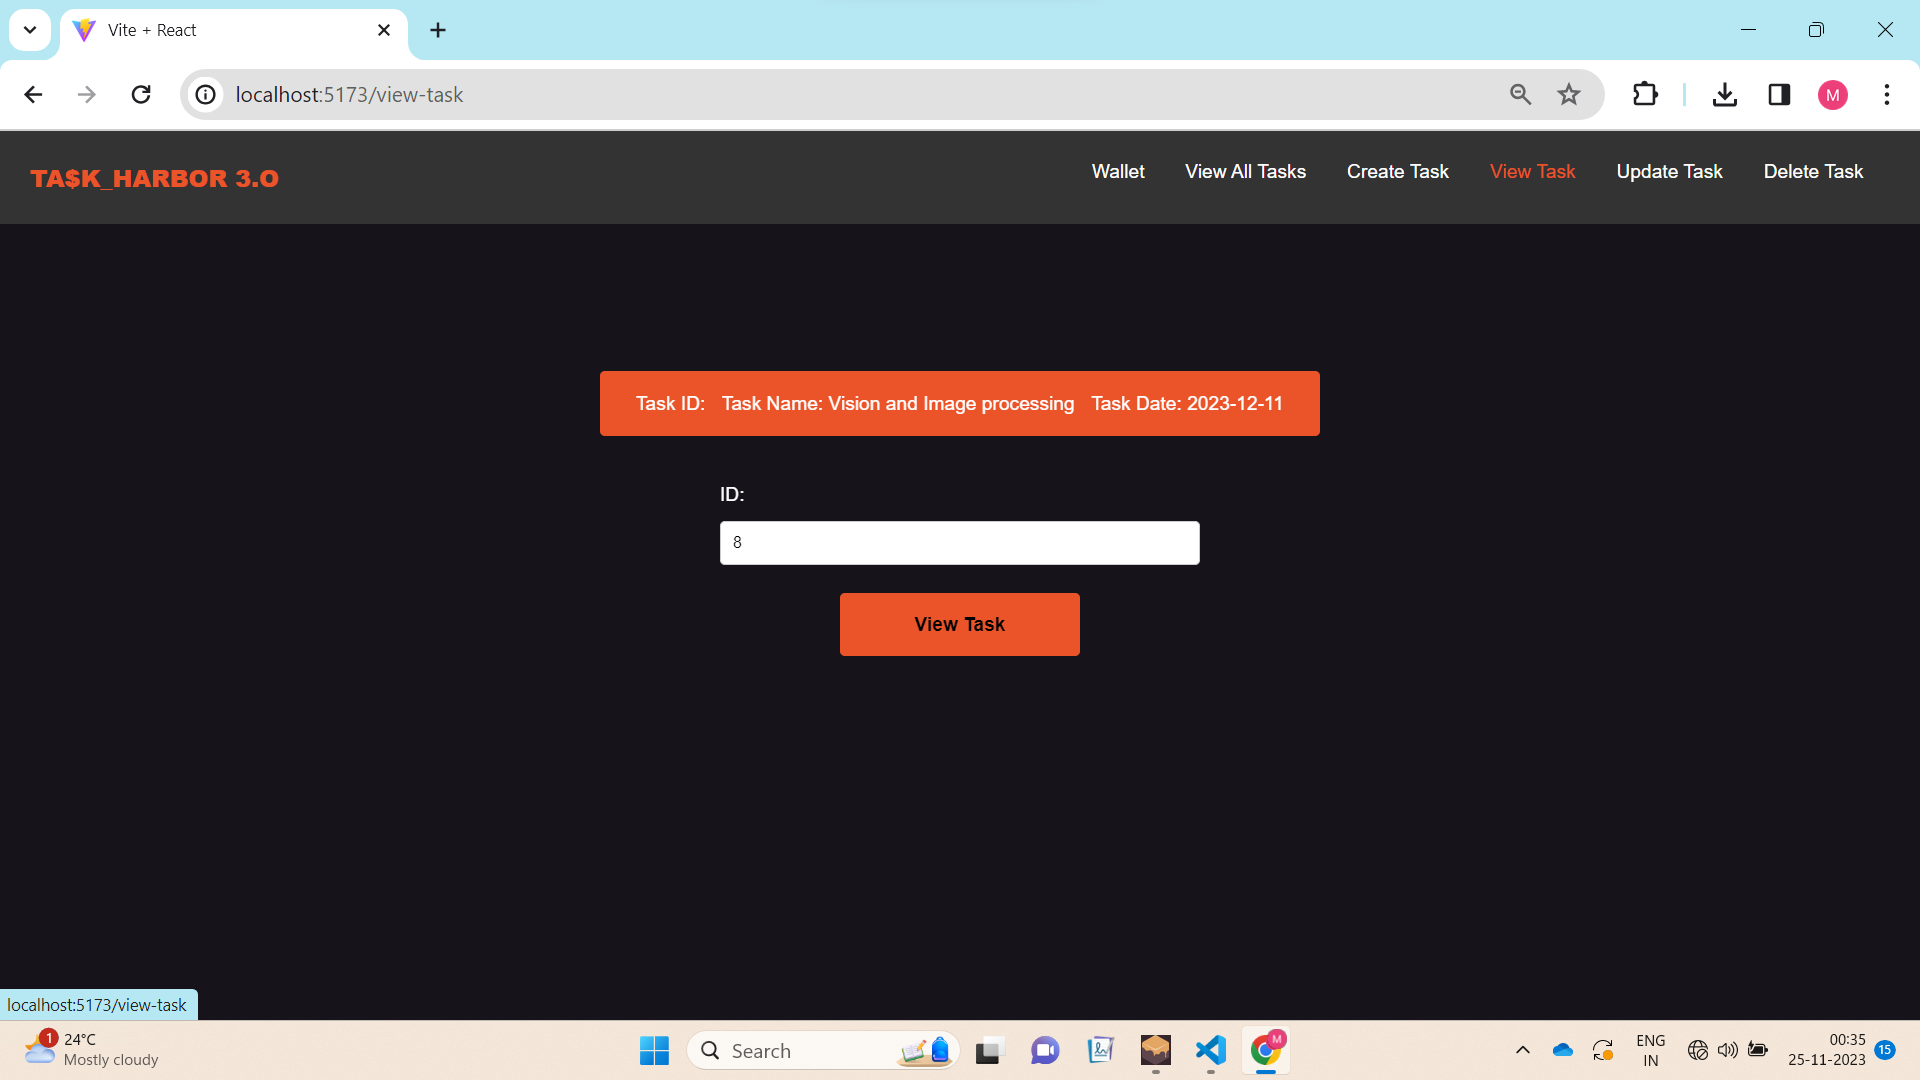 Vite + React
localhost:5173/view-task
M
TA$K_HARBOR 3.O
Wallet View All Tasks Create Task View Task Update Task Delete Task
Task ID: Task Name: Vision and Image processing Task Date: 2023-12-11
ID:
8
View Task
localhost:5173/view-task
1
24°C
Mostly cloudy
Search
M
ENG
IN
00:35
25-11-2023
15